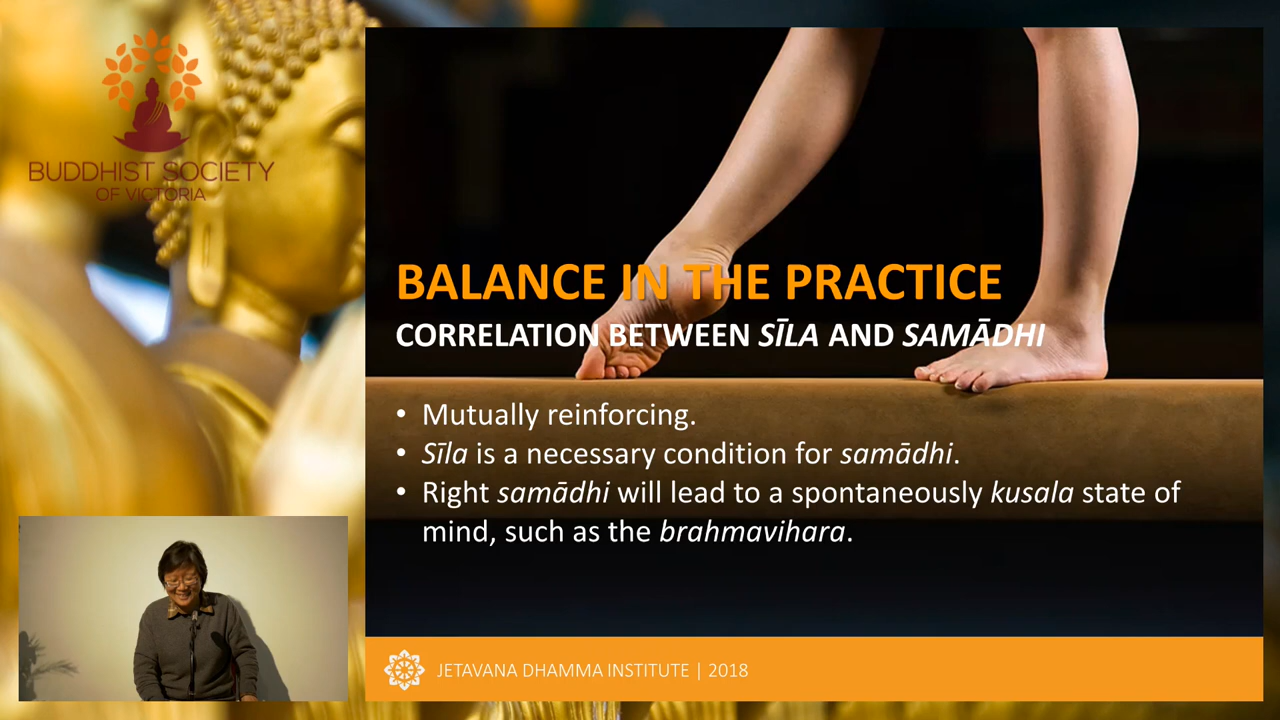 BUDDHIST SOCIETY
OF VICTORIA
BALANCE IN THE PRACTICE
CORRELATION BETWEEN SĪLA AND SAMĀDHI
• Mutually reinforcing.
• Sīla is a necessary condition for samādhi.
• Right samādhi will lead to a spontaneously kusala state of
mind, such as the brahmavihara.
JETAVANA DHAMMA INSTITUTE | 2018